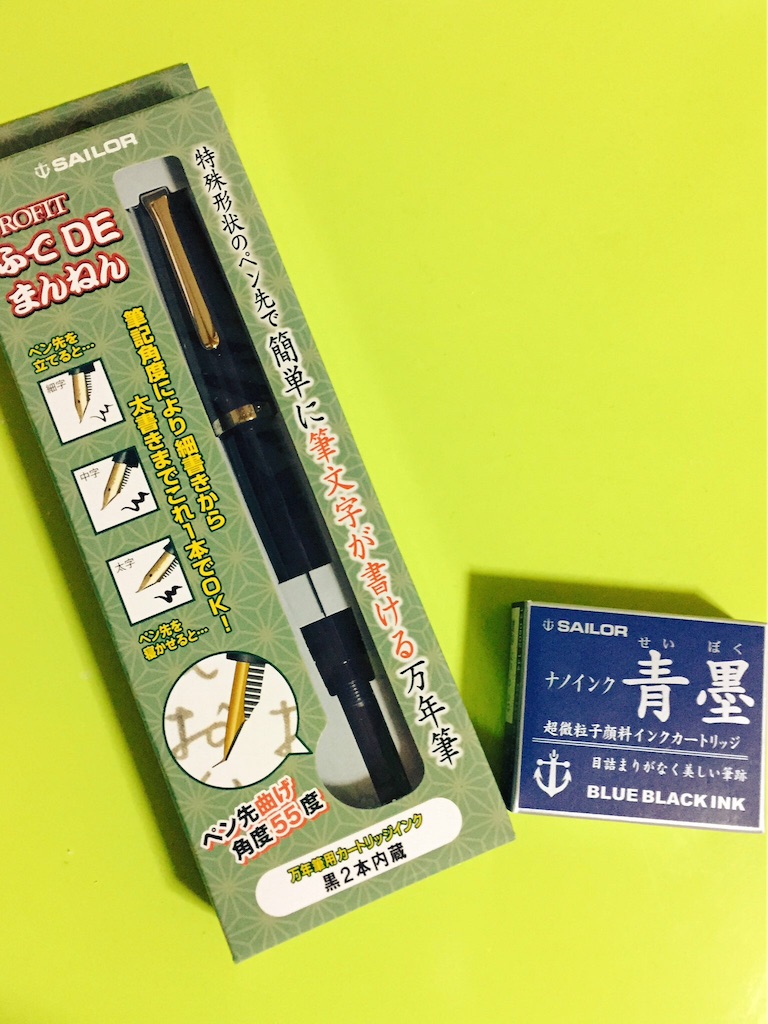 SAILOR
ROFIT
ふで DE
まんねん
特殊形状のペン先で簡単に筆文字が書ける万年筆
筆記角度により細書きから
太書きまでこれ1本でOK!
ペン先を
立てると…
細字
中字
太字
ペン先を
寝かせると…
ペン先曲げ
角度55度
万年筆用カートリッジインク
黒2本内蔵
SAILOR
せいぼく
ナノインク 青墨
超微粒子顔料インクカートリッジ
目詰まりがなく美しい筆跡
BLUE BLACK INK